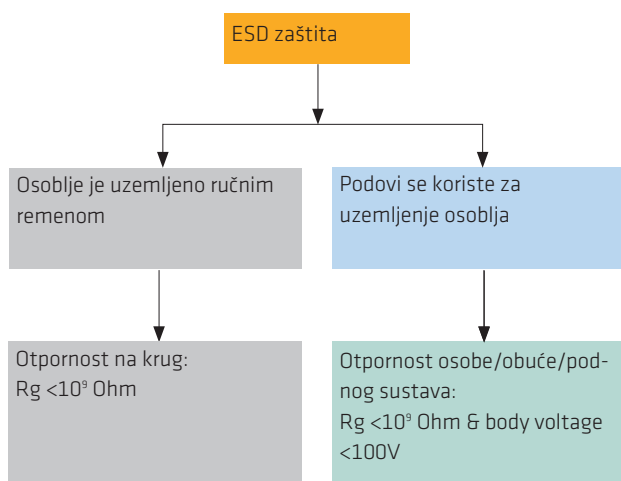 ESD zaštita
Osoblje je uzemljeno ručnim
remenom
Podovi se koriste za
uzemljenje osoblja
Otpornost na krug:
Rg <10⁹ Ohm
Otpornost osobe/obuće/pod-
nog sustava:
Rg <10⁹ Ohm & body voltage
<100V